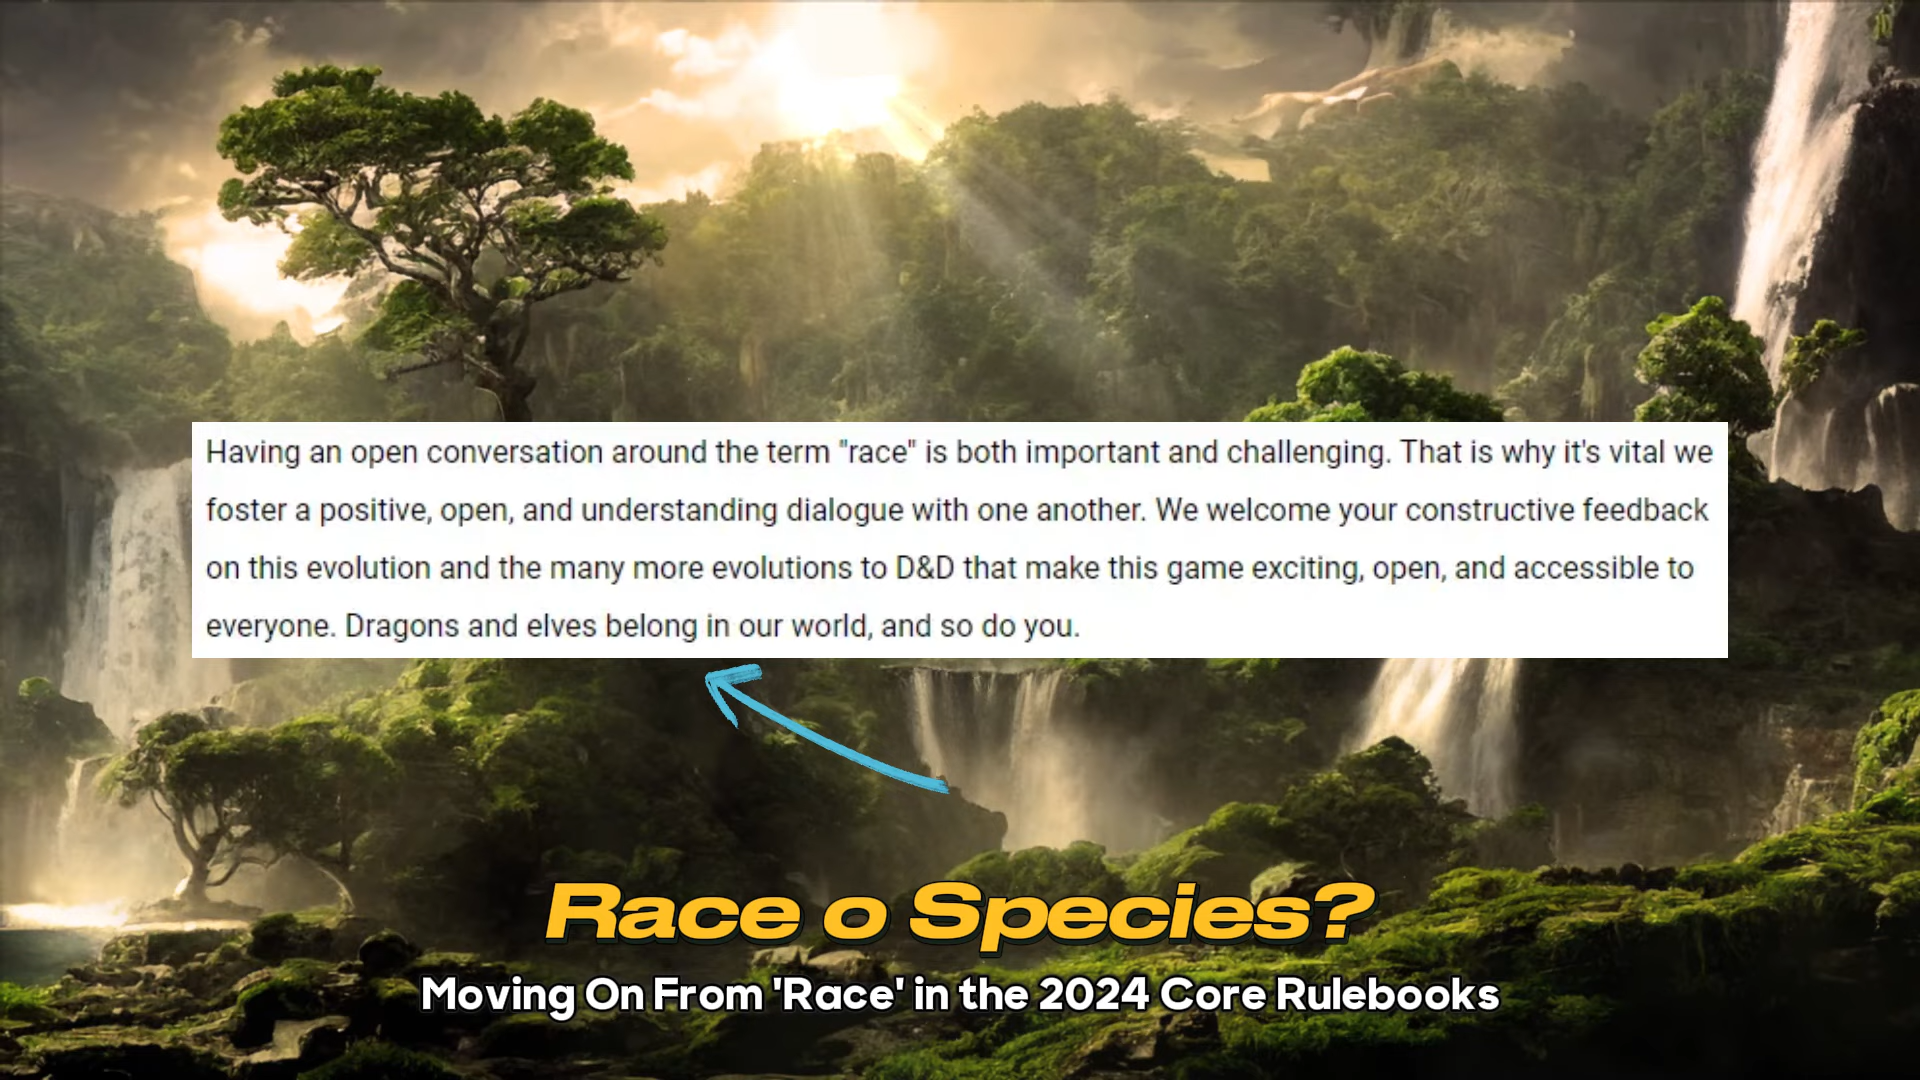 Having an open conversation around the term "race" is both important and challenging. That is why it's vital we
foster a positive, open, and understanding dialogue with one another. We welcome your constructive feedback
on this evolution and the many more evolutions to D&D that make this game exciting, open, and accessible to
everyone. Dragons and elves belong in our world, and so do you.
Race o Species?
Moving On From 'Race' in the 2024 Core Rulebooks